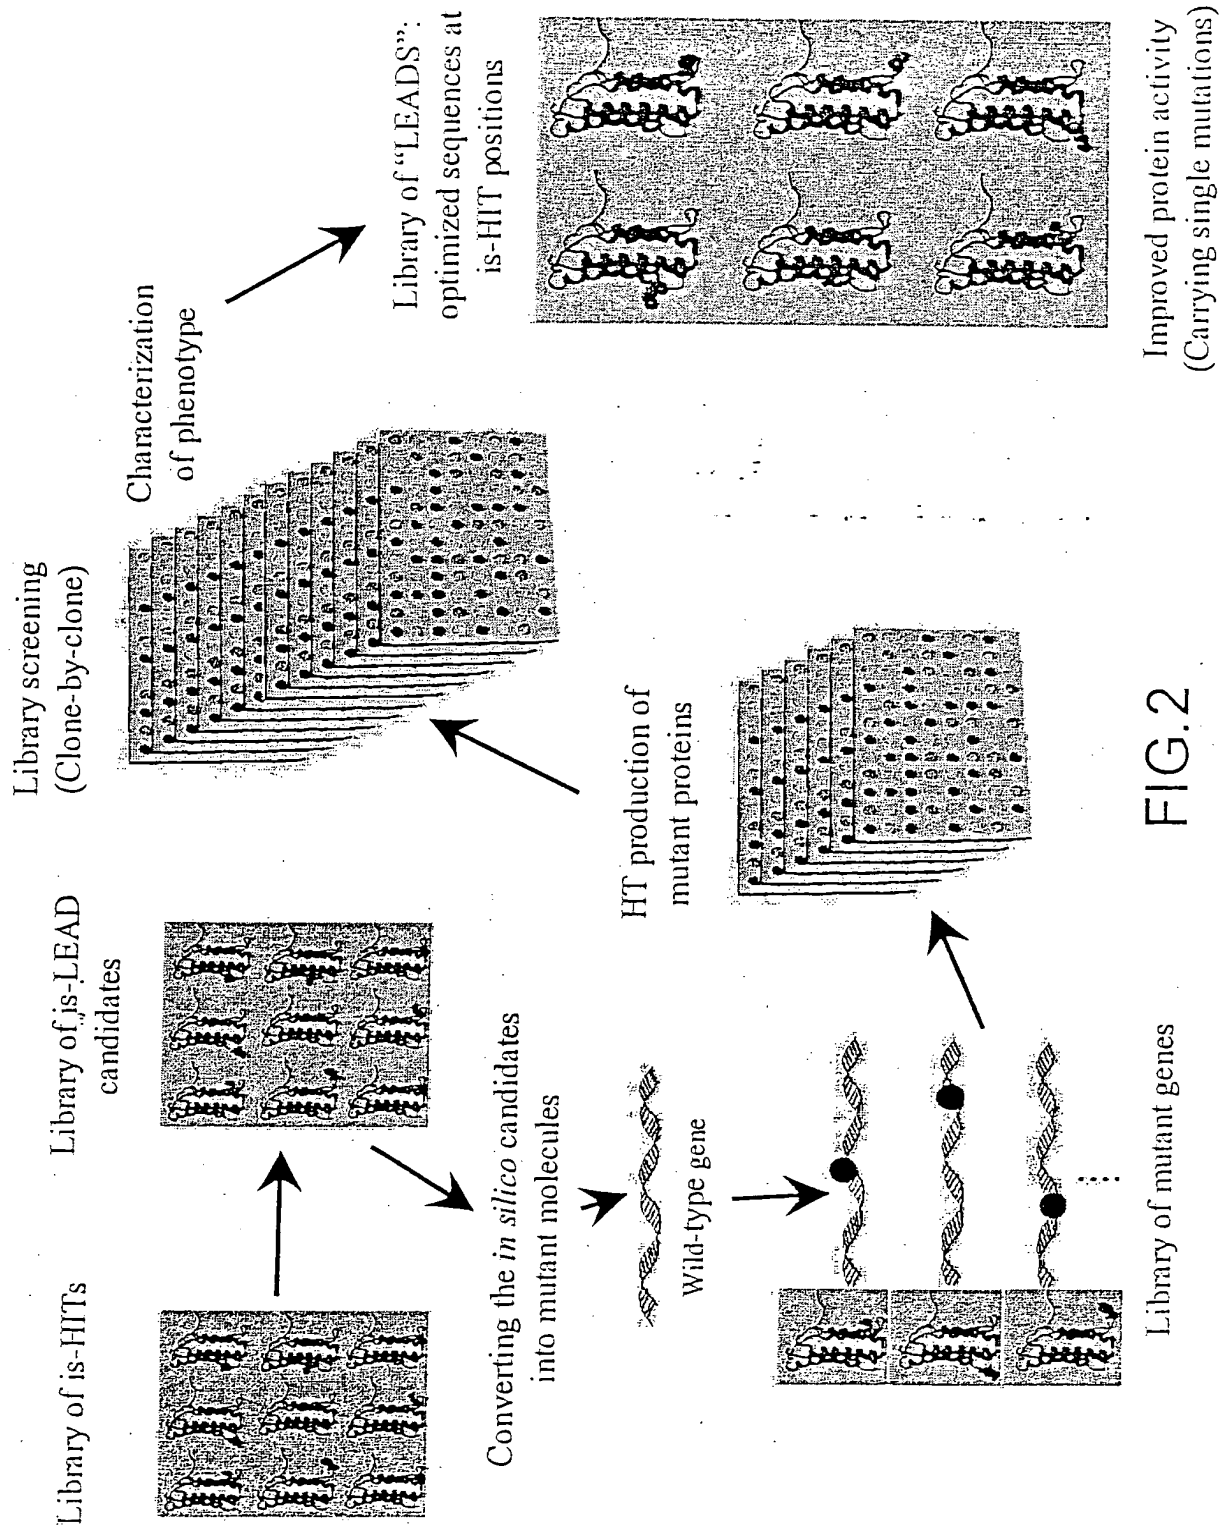 Library of is-HITs
Library of is-LEAD
candidates
Converting the in silico candidates
into mutant molecules
Wild-type gene
Library of mutant genes
HT production of
mutant proteins
Library screening
(Clone-by-clone)
Characterization
of phenotype
Library of “LEADS”:
optimized sequences at
is-HIT positions
Improved protein activity
(Carrying single mutations)
FIG.2